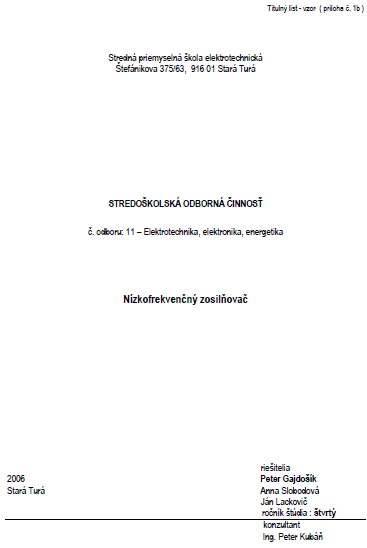 Titulný list - vzor ( príloha č. 1b )
Stredná priemyselná škola elektrotechnická
Štefánikova 375/63, 916 01 Stará Turá
STREDOŠKOLSKÁ ODBORNÁ ČINNOSŤ
č. odboru: 11 – Elektrotechnika, elektronika, energetika
Nízkofrekvenčný zosilňovač
riešitelia
2006 Peter Gajdošík
Stará Turá Anna Slobodová
Ján Lackovič
ročník štúdia : štvrtý
konzultant
Ing. Peter Kubáň